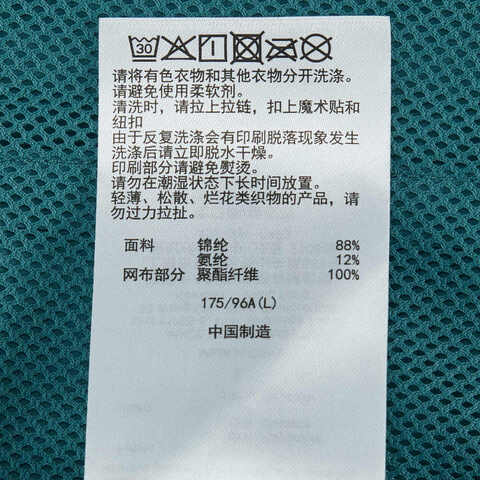 30
请将有色衣物和其他衣物分开洗涤。
请避免使用柔软剂。
清洗时，请拉上拉链，扣上魔术贴和
纽扣
由于反复洗涤会有印刷脱落现象发生
洗涤后请立即脱水干燥。
印刷部分请避免熨烫。
请勿在潮湿状态下长时间放置。
轻薄、松散、烂花类织物的产品，请
勿过力拉扯。
面料 锦纶 88%
氨纶 12%
网布部分 聚酯纤维 100%
175/96A(L)
中国制造